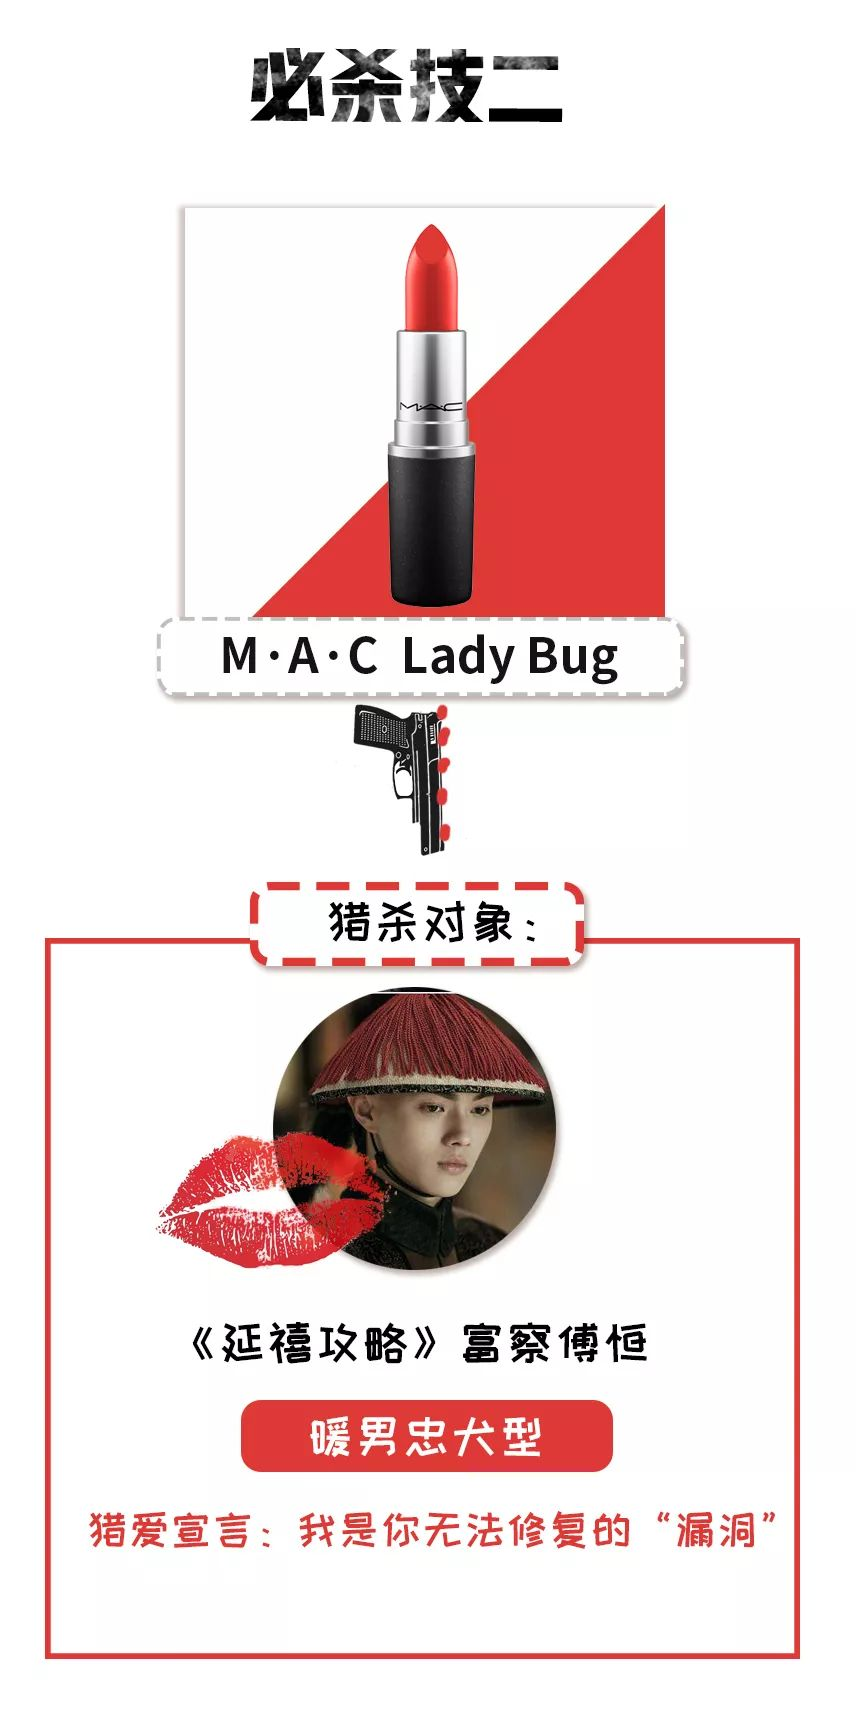 必杀技二
M·A·C
M·A·C Lady Bug
猎杀对象：
《延禧攻略》富察傅恒
暖男忠犬型
猎爱宣言：我是你无法修复的“漏洞”